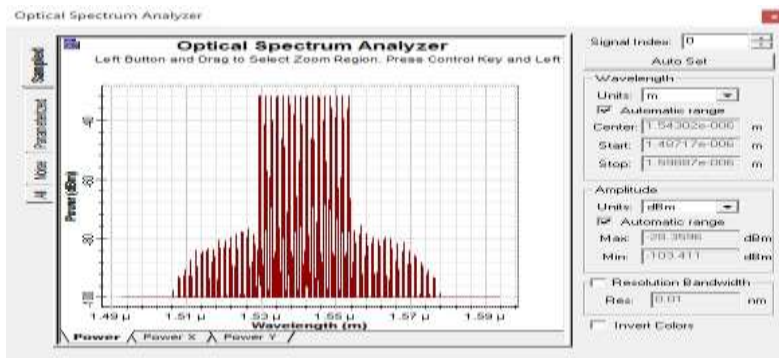 Optical Spectrum Analyzer
Optical Spectrum Analyzer
Left Button and Drag to Select Zoom Region. Press Control Key and Left
Sampled
Parameterized
Noise
All
Power (dBm)
-40
-60
-80
-100
1.49 µ 1.51 µ 1.53 µ 1.55 µ 1.57 µ 1.59 µ
Wavelength (m)
Power Power X Power Y
Signal Index: 0
Auto Set
Wavelength
Units: m
Automatic range
Center: 1.54302e-006 m
Start: 1.48717e-006 m
Stop: 1.59887e-006 m
Amplitude
Units: dBm
Automatic range
Max: -28.3596 dBm
Min: -103.411 dBm
Resolution Bandwidth
Res: 0.01 nm
Invert Colors